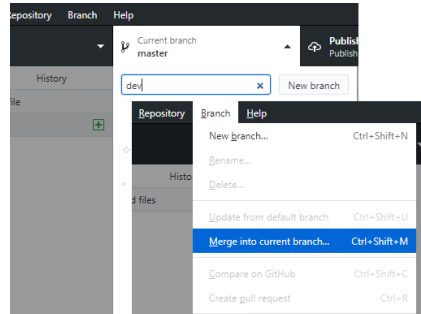 Repository Branch Help
Current branch
master
Publish
History
dev
New branch
file
Repository Branch Help
New branch... Ctrl+Shift+N
Rename...
Delete...
Histo
d files
Update from default branch Ctrl+Shift+U
Merge into current branch... Ctrl+Shift+M
Compare on GitHub Ctrl+Shift+C
Create pull request Ctrl+R